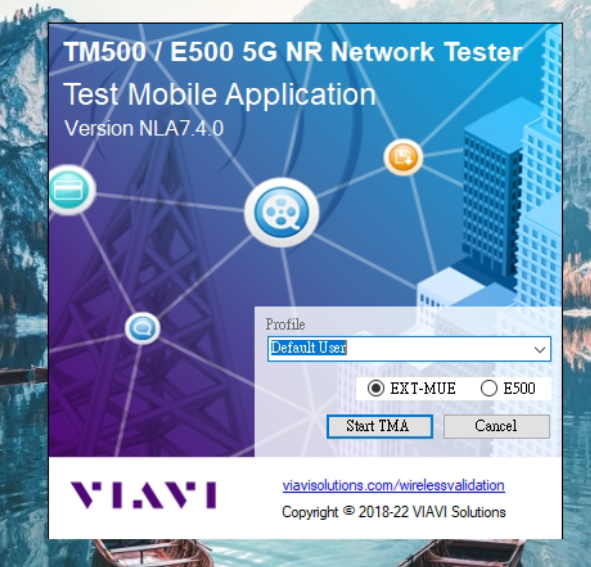 TM500 / E500 5G NR Network Tester
Test Mobile Application
Version NLA7.4.0
Profile
Default User
EXT-MUE E500
Start TMA Cancel
VIAVI viavisolutions.com/wirelessvalidation
Copyright © 2018-22 VIAVI Solutions